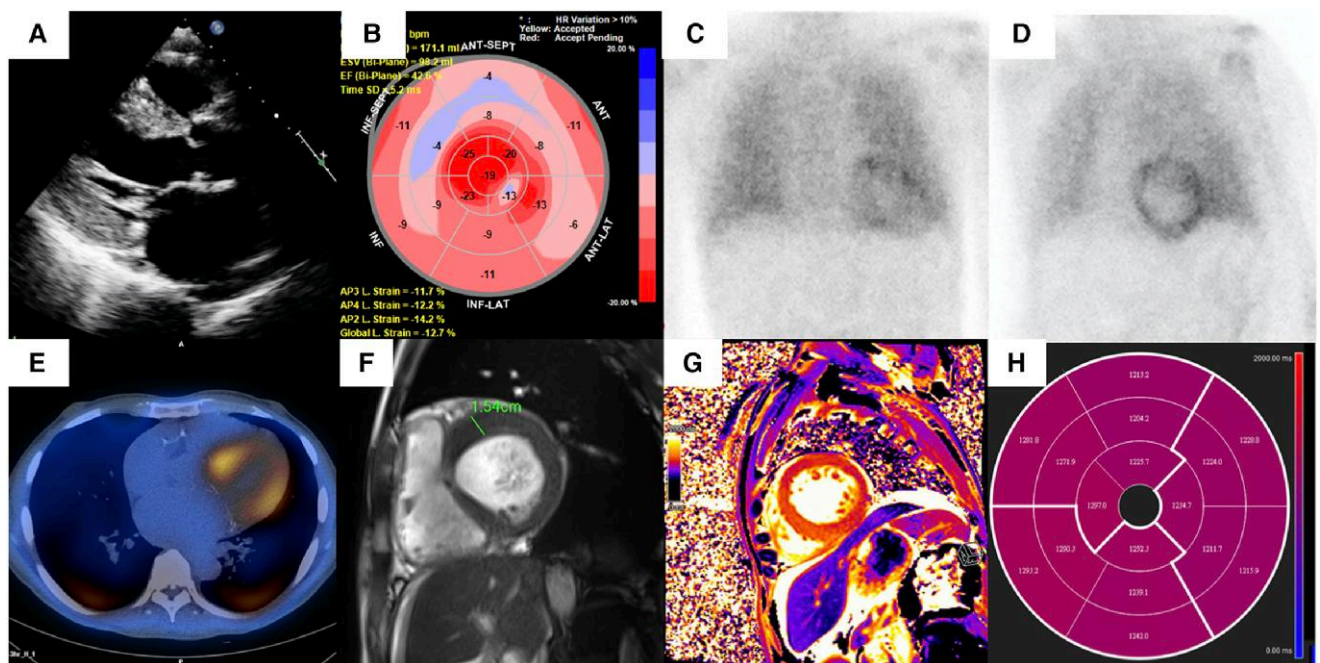 A
B
* : HR Variation > 10%
Yellow: Accepted
Red: Accept Pending
bpm
= 171.1 ml
ESV (Bi-Plane) = 98.2 ml
EF (Bi-Plane) = 42.6 %
Time SD = 5.2 ms
20.00 %
ANT-SEPT
INF-SEPT
ANT
-4
-11
-8
-11
-4
-8
-25
-20
-19
-23
-13
-13
-9
-9
-9
-6
-11
INF
ANT-LAT
INF-LAT
AP3 L. Strain = -11.7 %
AP4 L. Strain = -12.2 %
AP2 L. Strain = -14.2 %
Global L. Strain = -12.7 %
-20.00 %
C
D
E
F
1.54cm
G
H
2000.00 ms
1213.2
1204.2
1281.8
1228.8
1271.9
1225.7
1224.0
1297.0
1234.7
1290.3
1252.3
1211.7
1293.2
1215.9
1239.1
1242.0
0.00 ms